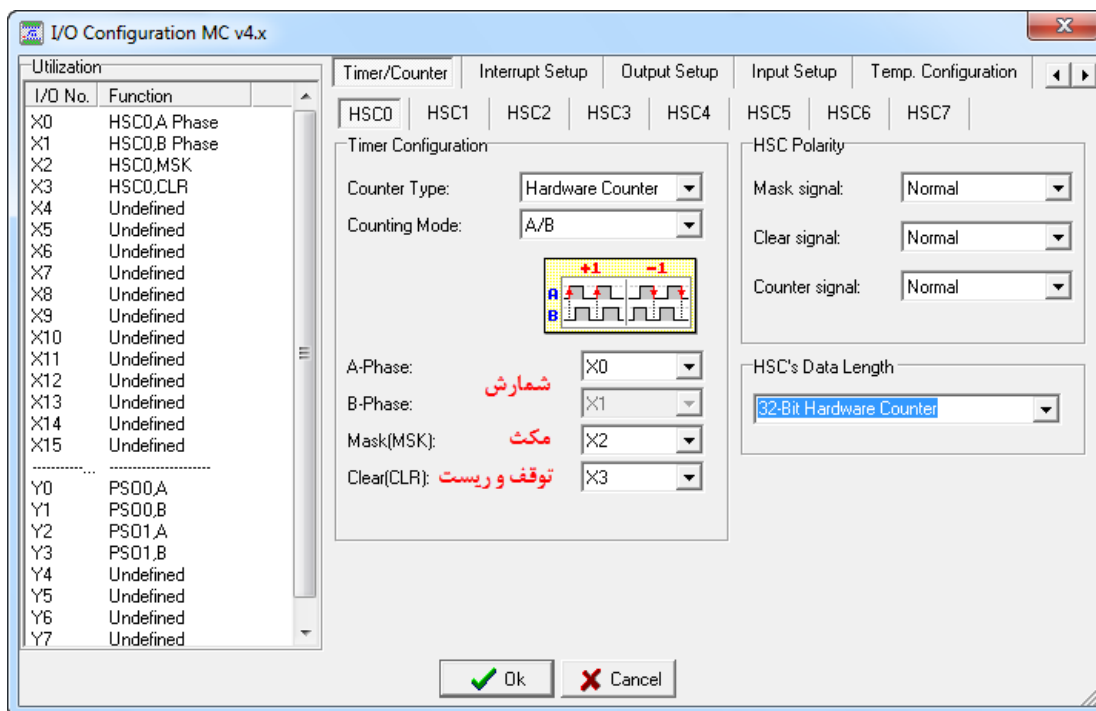 I/O Configuration MC v4.x
Utilization
I/O No. Function
X0 HSC0,A Phase
X1 HSC0,B Phase
X2 HSC0,MSK
X3 HSC0,CLR
X4 Undefined
X5 Undefined
X6 Undefined
X7 Undefined
X8 Undefined
X9 Undefined
X10 Undefined
X11 Undefined
X12 Undefined
X13 Undefined
X14 Undefined
X15 Undefined
Y0 PSO0,A
Y1 PSO0,B
Y2 PSO1,A
Y3 PSO1,B
Y4 Undefined
Y5 Undefined
Y6 Undefined
Y7 Undefined
Timer/Counter Interrupt Setup Output Setup Input Setup Temp. Configuration
HSC0 HSC1 HSC2 HSC3 HSC4 HSC5 HSC6 HSC7
Timer Configuration
Counter Type: Hardware Counter
Counting Mode: A/B
+1 -1
A
B
A-Phase: X0
شمارش
B-Phase: X1
Mask(MSK): مکث X2
Clear(CLR): توقف و ریست X3
HSC Polarity
Mask signal: Normal
Clear signal: Normal
Counter signal: Normal
HSC's Data Length
32-Bit Hardware Counter
Ok Cancel